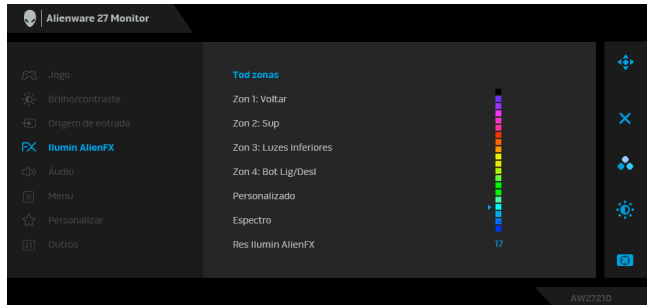 Alienware 27 Monitor
Jogo
Brilho/contraste
Origem de entrada
FX Ilumin AlienFX
Áudio
Menu
Personalizar
Outros
Tod zonas
Zon 1: Voltar
Zon 2: Sup
Zon 3: Luzes inferiores
Zon 4: Bot Lig/Desl
Personalizado
Espectro
Res Ilumin AlienFX
17
AW2721D